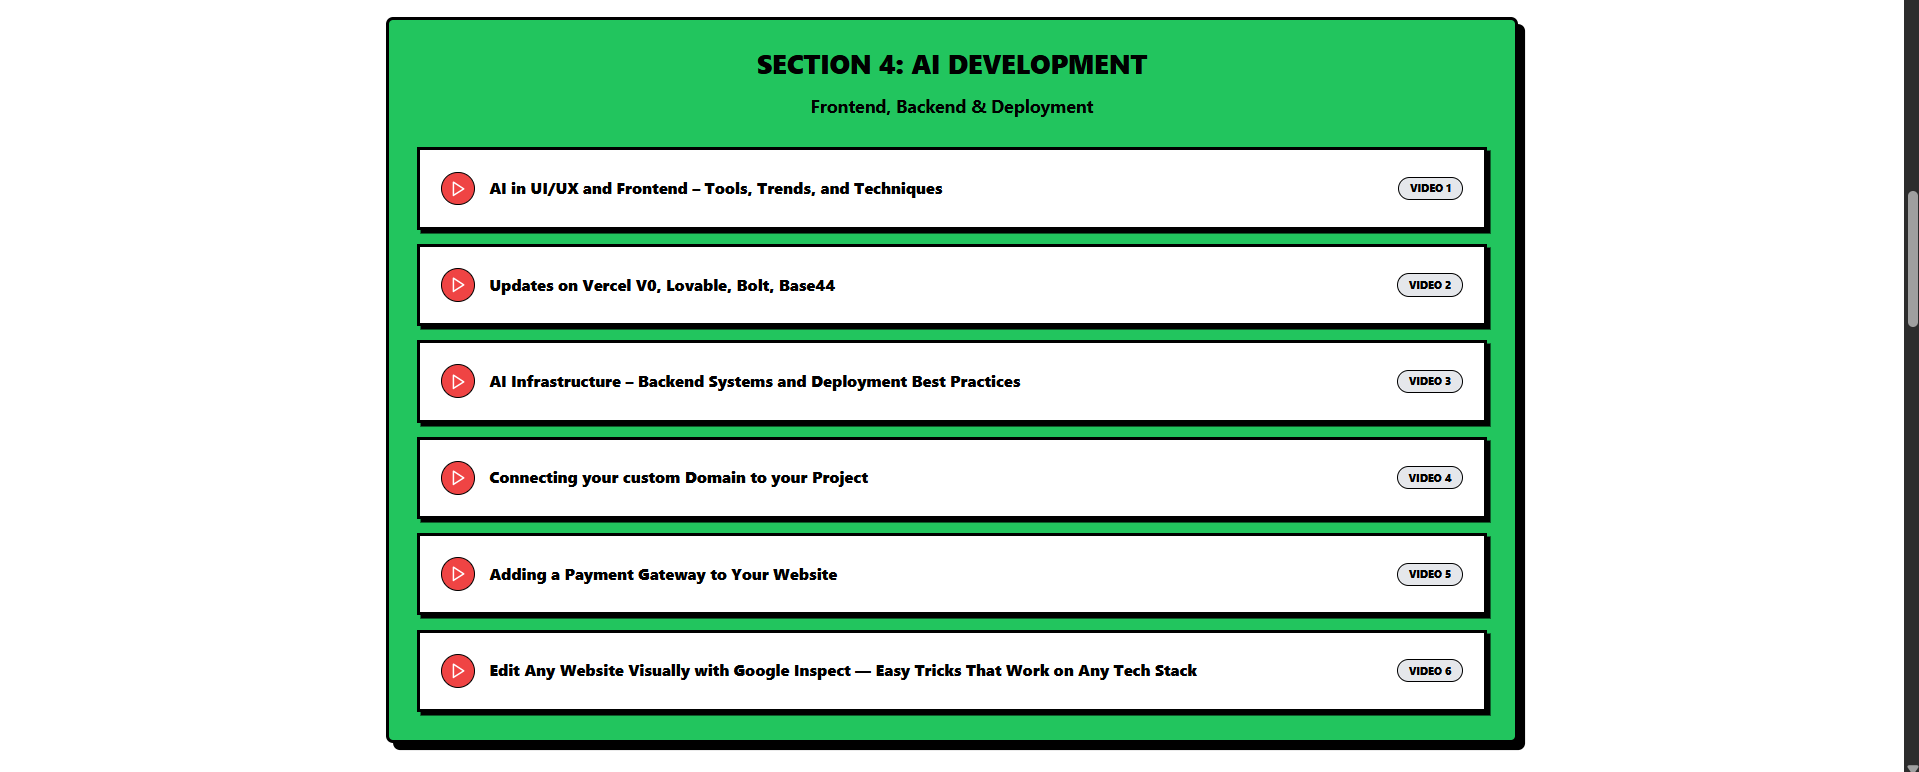 SECTION 4: AI DEVELOPMENT
Frontend, Backend & Deployment
AI in UI/UX and Frontend – Tools, Trends, and Techniques
VIDEO 1
Updates on Vercel V0, Lovable, Bolt, Base44
VIDEO 2
AI Infrastructure – Backend Systems and Deployment Best Practices
VIDEO 3
Connecting your custom Domain to your Project
VIDEO 4
Adding a Payment Gateway to Your Website
VIDEO 5
Edit Any Website Visually with Google Inspect — Easy Tricks That Work on Any Tech Stack
VIDEO 6